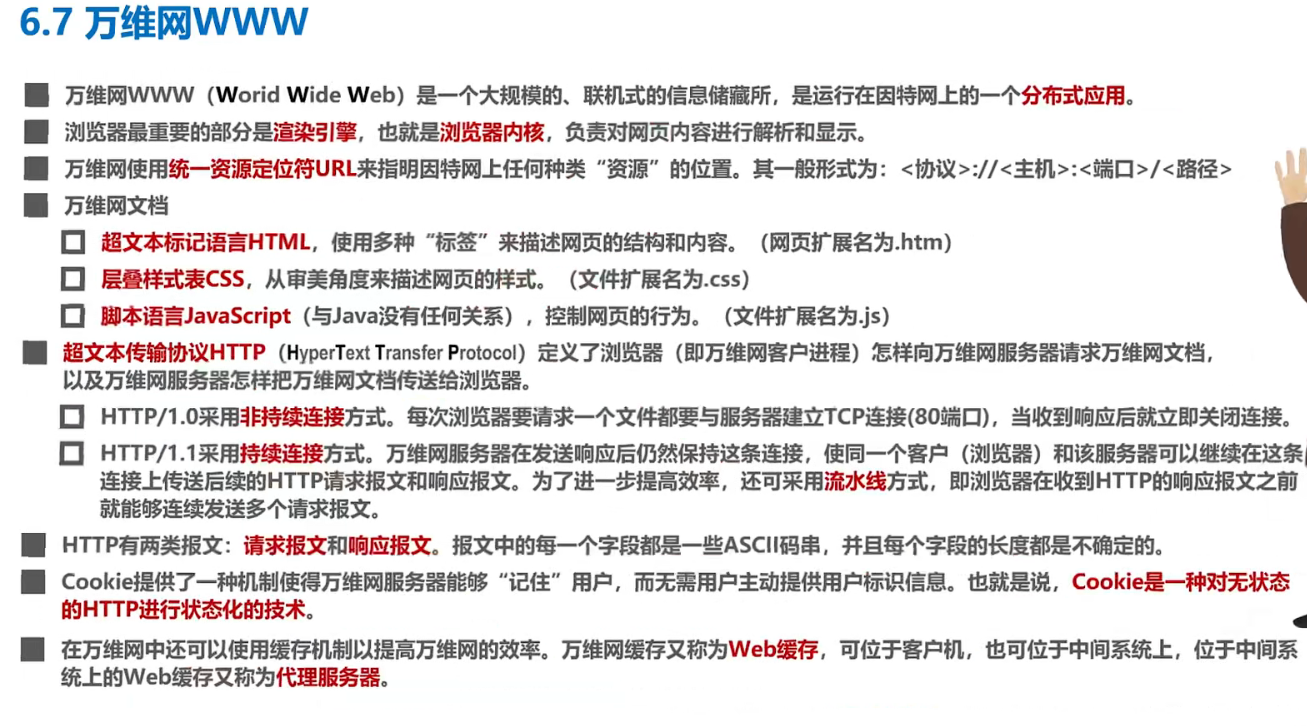 6.7 万维网WWW
万维网WWW（Worid Wide Web）是一个大规模的、联机式的信息储藏所，是运行在因特网上的一个分布式应用。
浏览器最重要的部分是渲染引擎，也就是浏览器内核，负责对网页内容进行解析和显示。
万维网使用统一资源定位符URL来指明因特网上任何种类“资源”的位置。其一般形式为：<协议>://<主机>:<端口>/<路径>
万维网文档
超文本标记语言HTML，使用多种“标签”来描述网页的结构和内容。（网页扩展名为.htm）
层叠样式表CSS，从审美角度来描述网页的样式。（文件扩展名为.css）
脚本语言JavaScript（与Java没有任何关系），控制网页的行为。（文件扩展名为.js）
超文本传输协议HTTP（HyperText Transfer Protocol）定义了浏览器（即万维网客户进程）怎样向万维网服务器请求万维网文档，
以及万维网服务器怎样把万维网文档传送给浏览器。
HTTP/1.0采用非持续连接方式。每次浏览器要请求一个文件都要与服务器建立TCP连接(80端口)，当收到响应后就立即关闭连接。
HTTP/1.1采用持续连接方式。万维网服务器在发送响应后仍然保持这条连接，使同一个客户（浏览器）和该服务器可以继续在这条
连接上传送后续的HTTP请求报文和响应报文。为了进一步提高效率，还可采用流水线方式，即浏览器在收到HTTP的响应报文之前
就能够连续发送多个请求报文。
HTTP有两类报文：请求报文和响应报文。报文中的每一个字段都是一些ASCII码串，并且每个字段的长度都是不确定的。
Cookie提供了一种机制使得万维网服务器能够“记住”用户，而无需用户主动提供用户标识信息。也就是说，Cookie是一种对无状态
的HTTP进行状态化的技术。
在万维网中还可以使用缓存机制以提高万维网的效率。万维网缓存又称为Web缓存，可位于客户机，也可位于中间系统上，位于中间系
统上的Web缓存又称为代理服务器。